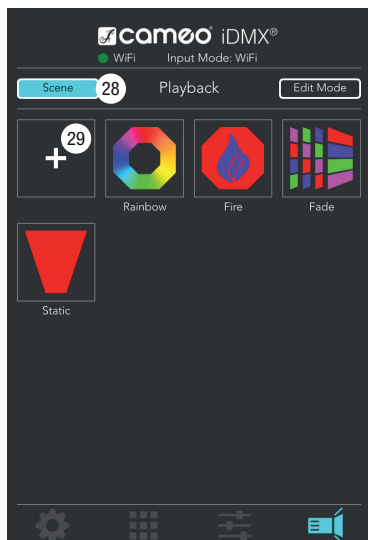 cameo® iDMX®
WiFi Input Mode: WiFi
Scene 28 Playback Edit Mode
+ 29
Rainbow Fire Fade
Static